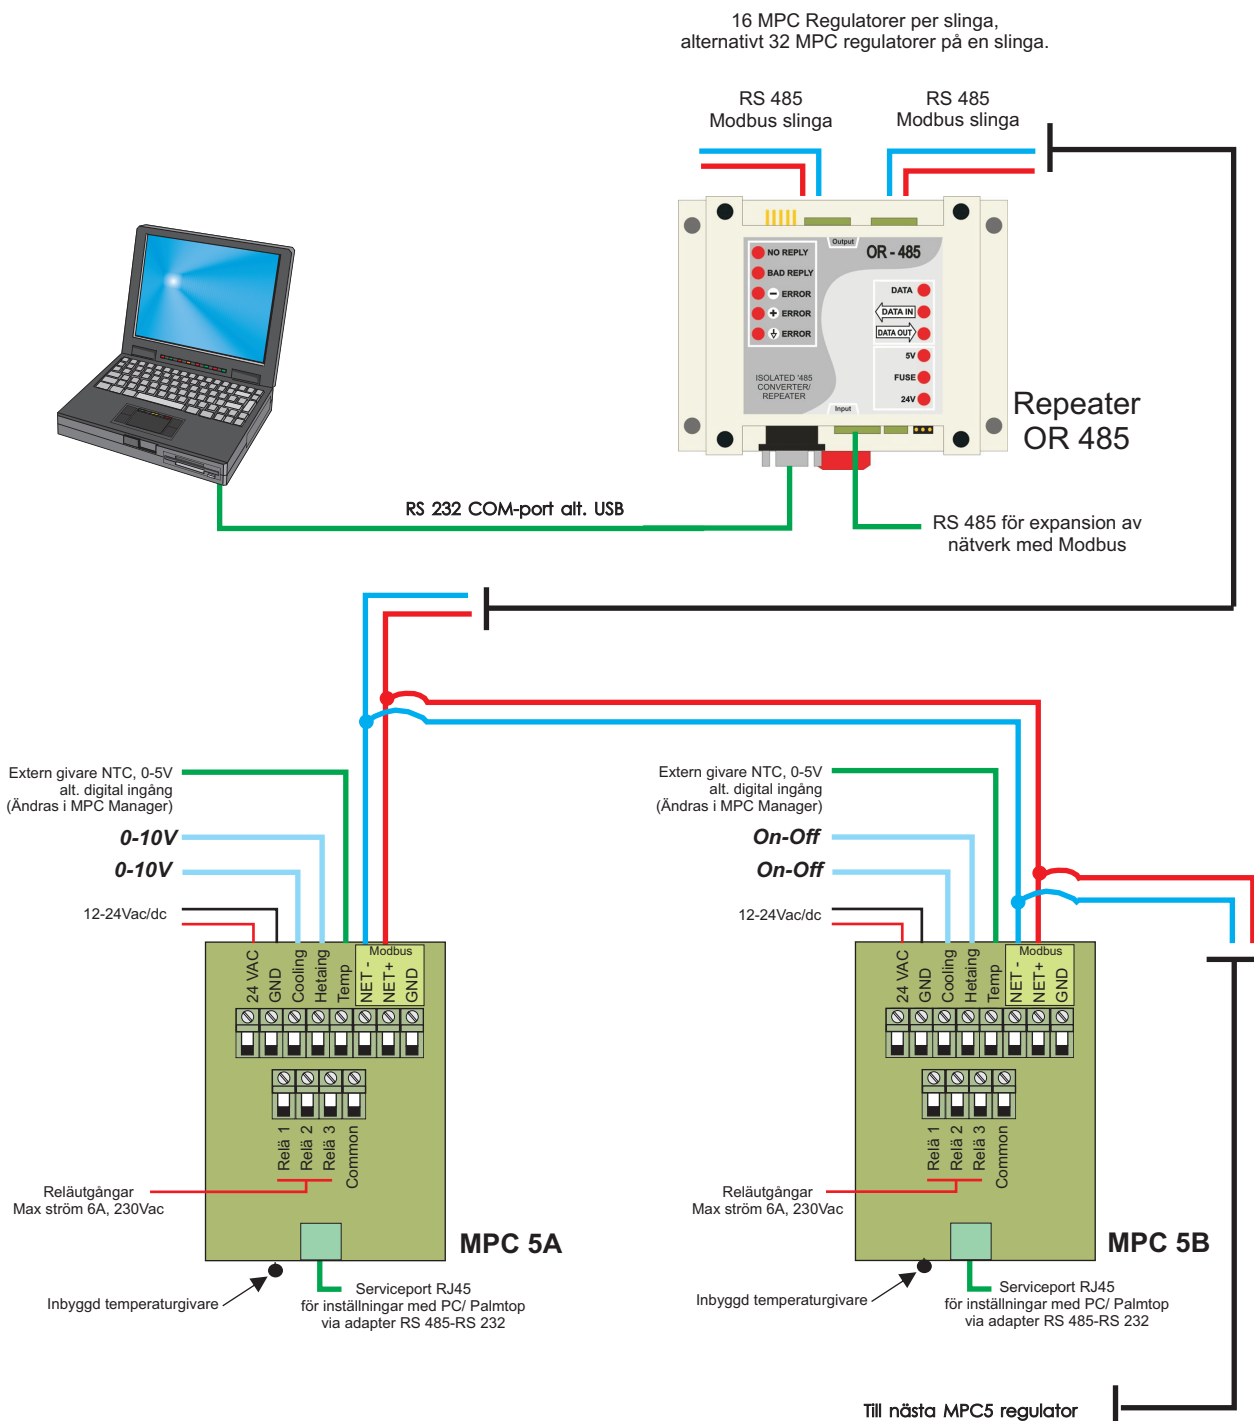 16 MPC Regulatorer per slinga,
alternativt 32 MPC regulatorer på en slinga.
RS 485
Modbus slinga
RS 485
Modbus slinga
Output
OR - 485
NO REPLY
BAD REPLY
- ERROR
+ ERROR
ERROR
DATA
DATA IN
DATA OUT
5V
FUSE
24V
ISOLATED '485
CONVERTER/
REPEATER
Input
Repeater
OR 485
RS 232 COM-port alt. USB
RS 485 för expansion av
nätverk med Modbus
Extern givare NTC, 0-5V
alt. digital ingång
(Ändras i MPC Manager)
0-10V
0-10V
12-24Vac/dc
24 VAC
GND
Cooling
Hetaing
Temp
Modbus
NET -
NET+
GND
Relä 1
Relä 2
Relä 3
Common
Reläutgångar
Max ström 6A, 230Vac
MPC 5A
Inbyggd temperaturgivare
Serviceport RJ45
för inställningar med PC/ Palmtop
via adapter RS 485-RS 232
Extern givare NTC, 0-5V
alt. digital ingång
(Ändras i MPC Manager)
On-Off
On-Off
12-24Vac/dc
24 VAC
GND
Cooling
Hetaing
Temp
Modbus
NET -
NET+
GND
Relä 1
Relä 2
Relä 3
Common
Reläutgångar
Max ström 6A, 230Vac
MPC 5B
Inbyggd temperaturgivare
Serviceport RJ45
för inställningar med PC/ Palmtop
via adapter RS 485-RS 232
Till nästa MPC5 regulator